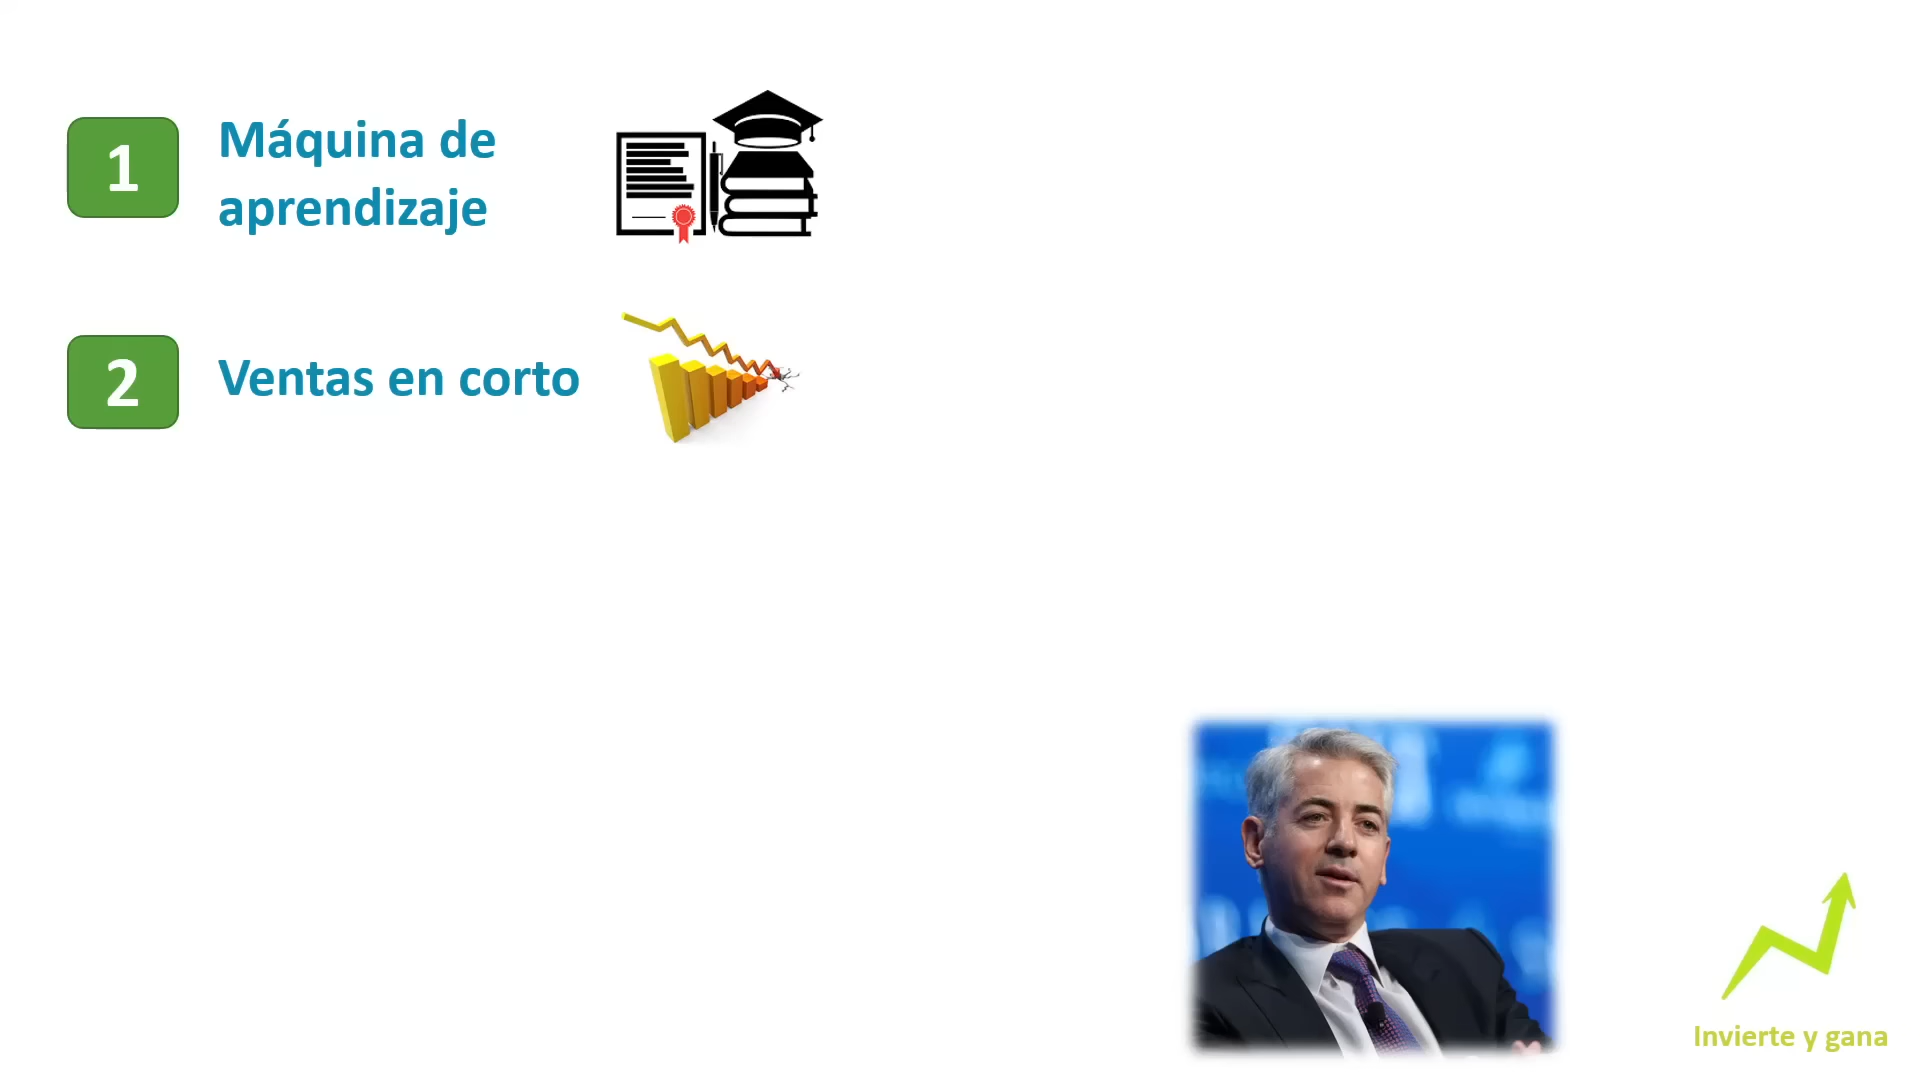 1
Máquina de
aprendizaje
2
Ventas en corto
Invierte y gana